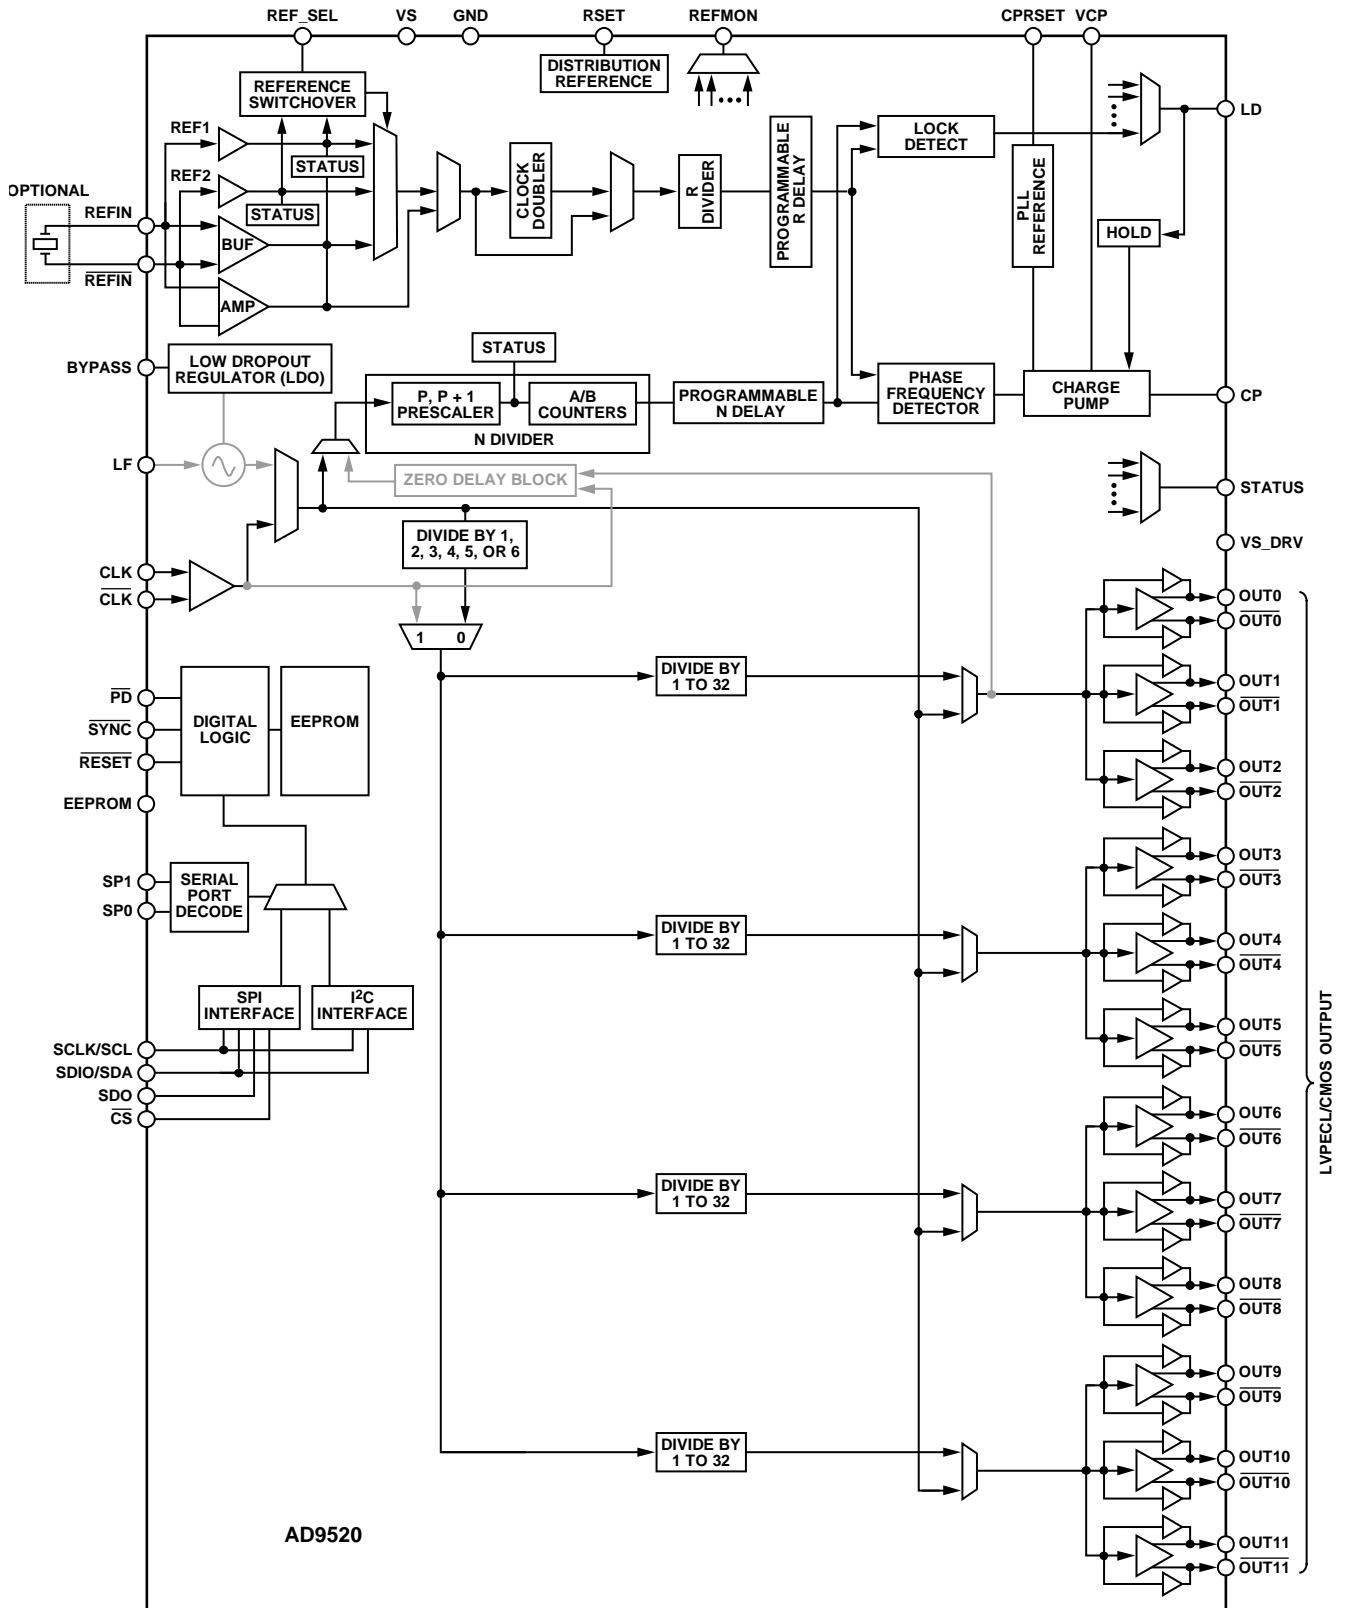 REF_SEL VS GND RSET REFMON CPRSET VCP
DISTRIBUTION
REFERENCE
REFERENCE
SWITCHOVER
REF1
STATUS
REF2
STATUS
OPTIONAL
REFIN
REFIN
BUF
AMP
CLOCK
DOUBLER
R
DIVIDER
PROGRAMMABLE
R DELAY
LOCK
DETECT
LD
PLL
REFERENCE
HOLD
STATUS
BYPASS
LOW DROPOUT
REGULATOR (LDO)
P, P + 1
PRESCALER
A/B
COUNTERS
N DIVIDER
PROGRAMMABLE
N DELAY
PHASE
FREQUENCY
DETECTOR
CHARGE
PUMP
CP
LF
ZERO DELAY BLOCK
STATUS
DIVIDE BY 1,
2, 3, 4, 5, OR 6
VS_DRV
CLK
CLK
1 0
OUT0
OUT0
DIVIDE BY
1 TO 32
OUT1
OUT1
PD
SYNC
RESET
DIGITAL
LOGIC
EEPROM
OUT2
OUT2
EEPROM
OUT3
OUT3
SP1
SP0
SERIAL
PORT
DECODE
DIVIDE BY
1 TO 32
OUT4
OUT4
SPI
INTERFACE
I2C
INTERFACE
OUT5
OUT5
SCLK/SCL
SDIO/SDA
SDO
CS
LVPECL/CMOS OUTPUT
OUT6
OUT6
DIVIDE BY
1 TO 32
OUT7
OUT7
OUT8
OUT8
OUT9
OUT9
DIVIDE BY
1 TO 32
OUT10
OUT10
AD9520
OUT11
OUT11